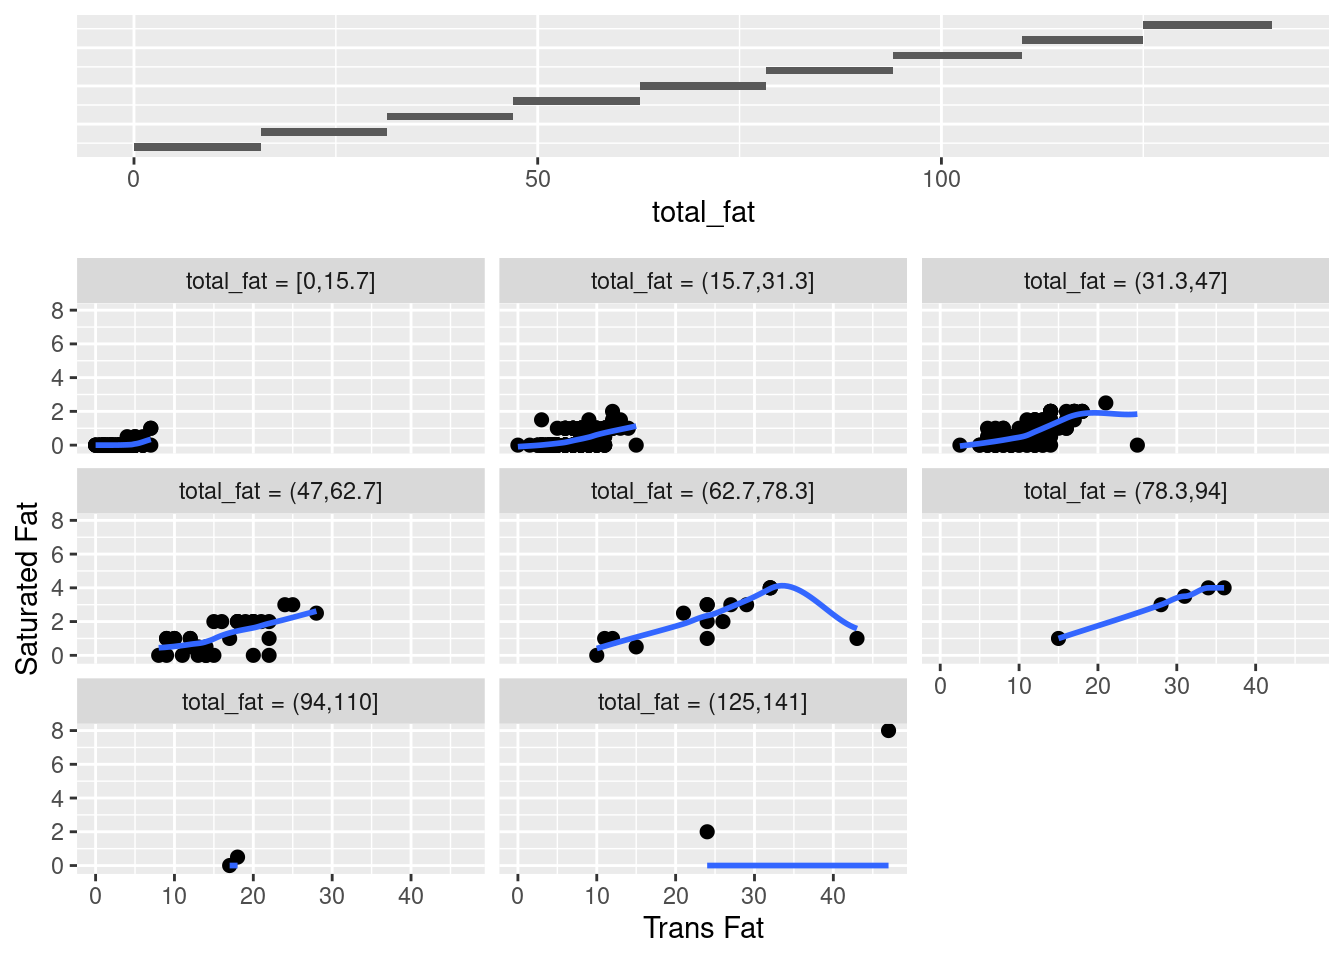 0 50 100
total_fat
total_fat = [0,15.7] total_fat = (15.7,31.3] total_fat = (31.3,47]
8
6
4
2
0
total_fat = (47,62.7] total_fat = (62.7,78.3] total_fat = (78.3,94]
8
6
4
2
0
0 10 20 30 40
Saturated Fat
total_fat = (94,110] total_fat = (125,141]
8
6
4
2
0
0 10 20 30 40 0 10 20 30 40
Trans Fat